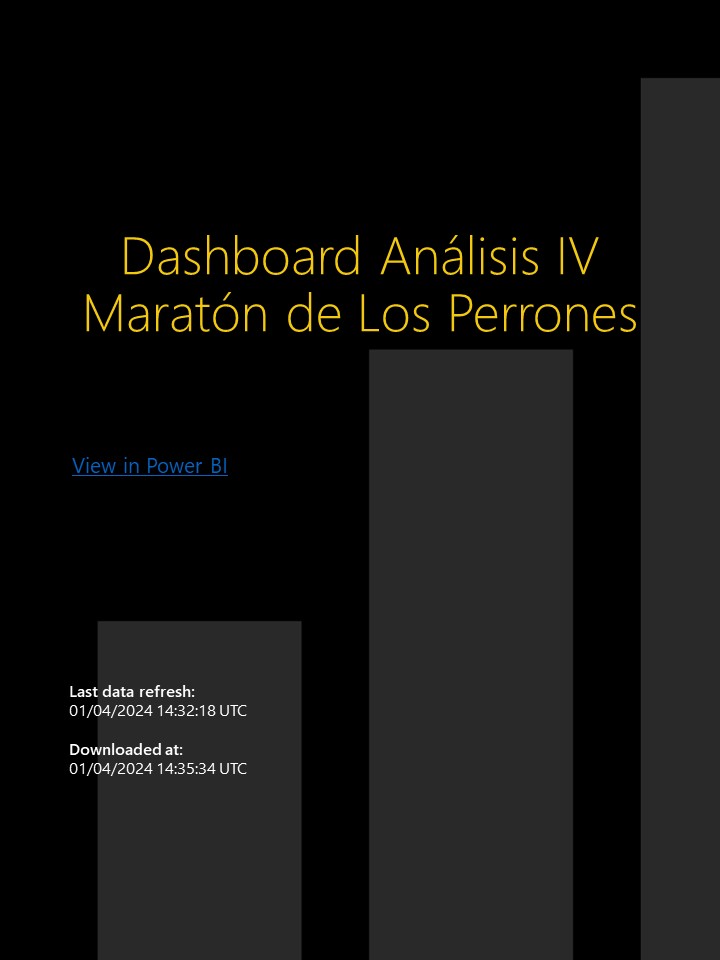 Dashboard Análisis IV
Maratón de Los Perrones
View in Power BI
Last data refresh:
01/04/2024 14:32:18 UTC
Downloaded at:
01/04/2024 14:35:34 UTC